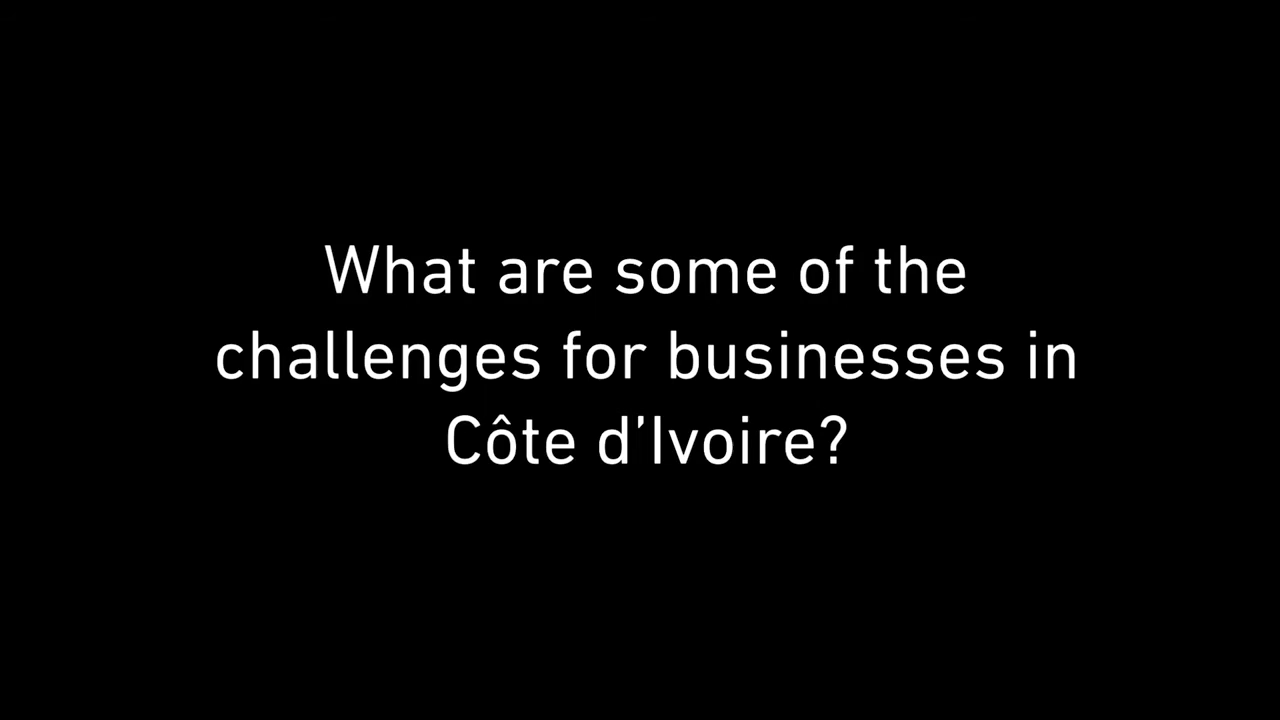 What are some of the
challenges for businesses in
Côte d’Ivoire?